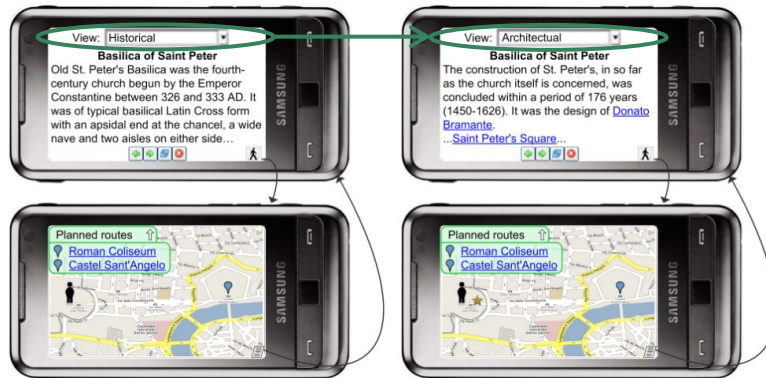 View: Historical
Basilica of Saint Peter
Old St. Peter's Basilica was the fourth-
century church begun by the Emperor
Constantine between 326 and 333 AD. It
was of typical basilical Latin Cross form
with an apsidal end at the chancel, a wide
nave and two aisles on either side…
SAMSUNG
View: Architectual
Basilica of Saint Peter
The construction of St. Peter's, in so far
as the church itself is concerned, was
concluded within a period of 176 years
(1450-1626). It was the design of Donato
Bramante.
...Saint Peter's Square...
SAMSUNG
Planned routes
Roman Coliseum
Castel Sant'Angelo
SAMSUNG
Planned routes
Roman Coliseum
Castel Sant'Angelo
SAMSUNG